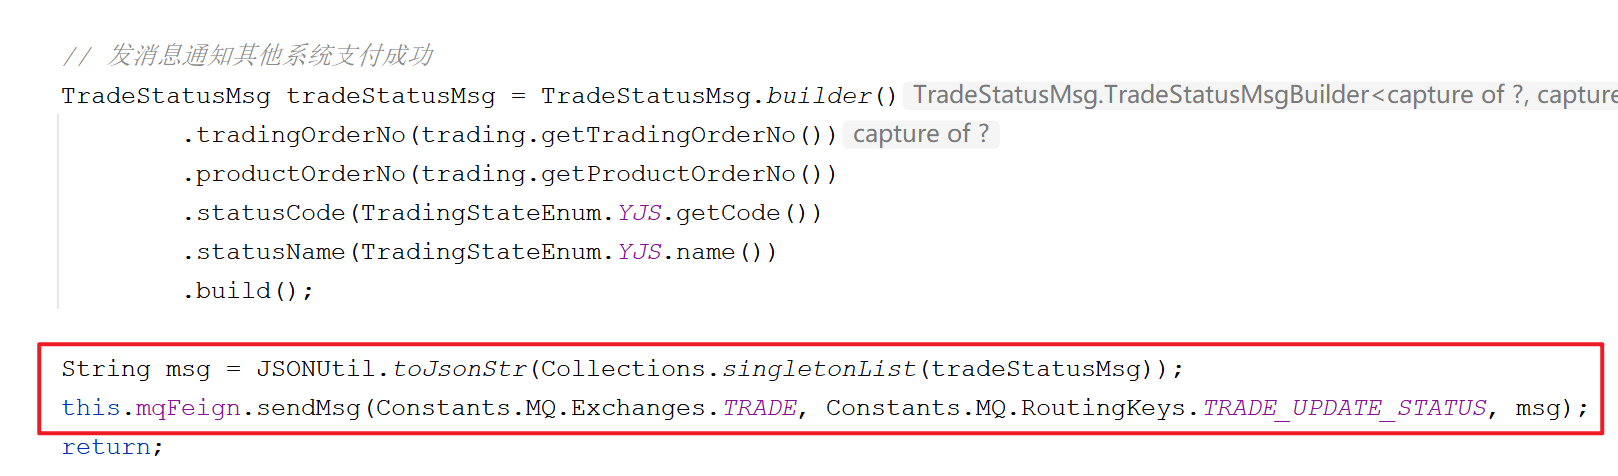 // 发消息通知其他系统支付成功
TradeStatusMsg tradeStatusMsg = TradeStatusMsg.builder() TradeStatusMsg.TradeStatusMsgBuilder<capture of ?, capture
.tradingOrderNo(trading.getTradingOrderNo()) capture of ?
.productOrderNo(trading.getProductOrderNo())
.statusCode(TradingStateEnum.YJS.getCode())
.statusName(TradingStateEnum.YJS.name())
.build();
String msg = JSONUtil.toJsonStr(Collections.singletonList(tradeStatusMsg));
this.mqFeign.sendMsg(Constants.MQ.Exchanges.TRADE, Constants.MQ.RoutingKeys.TRADE_UPDATE_STATUS, msg);
return;